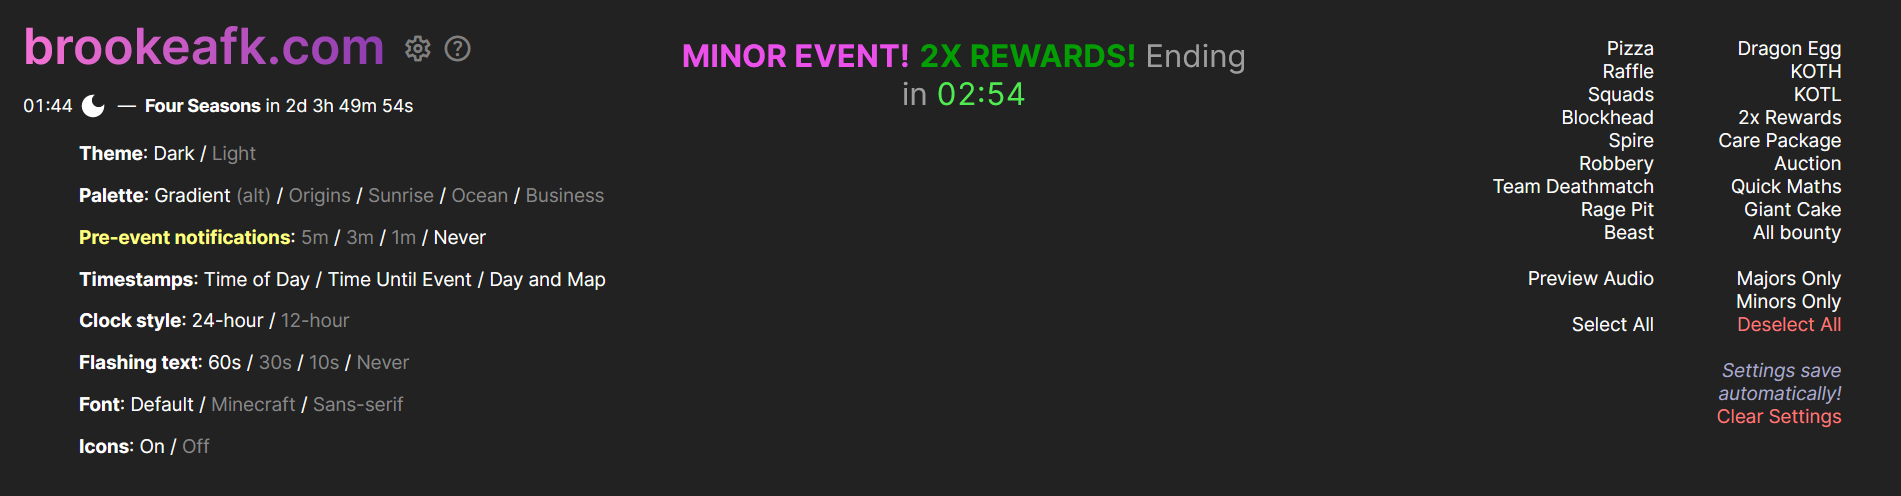 brookeafk.com
01:44 — Four Seasons in 2d 3h 49m 54s
Theme: Dark / Light
Palette: Gradient (alt) / Origins / Sunrise / Ocean / Business
Pre-event notifications: 5m / 3m / 1m / Never
Timestamps: Time of Day / Time Until Event / Day and Map
Clock style: 24-hour / 12-hour
Flashing text: 60s / 30s / 10s / Never
Font: Default / Minecraft / Sans-serif
Icons: On / Off
MINOR EVENT! 2X REWARDS! Ending
in 02:54
Pizza
Raffle
Squads
Blockhead
Spire
Robbery
Team Deathmatch
Rage Pit
Beast
Preview Audio
Select All
Dragon Egg
KOTH
KOTL
2x Rewards
Care Package
Auction
Quick Maths
Giant Cake
All bounty
Majors Only
Minors Only
Deselect All
Settings save
automatically!
Clear Settings